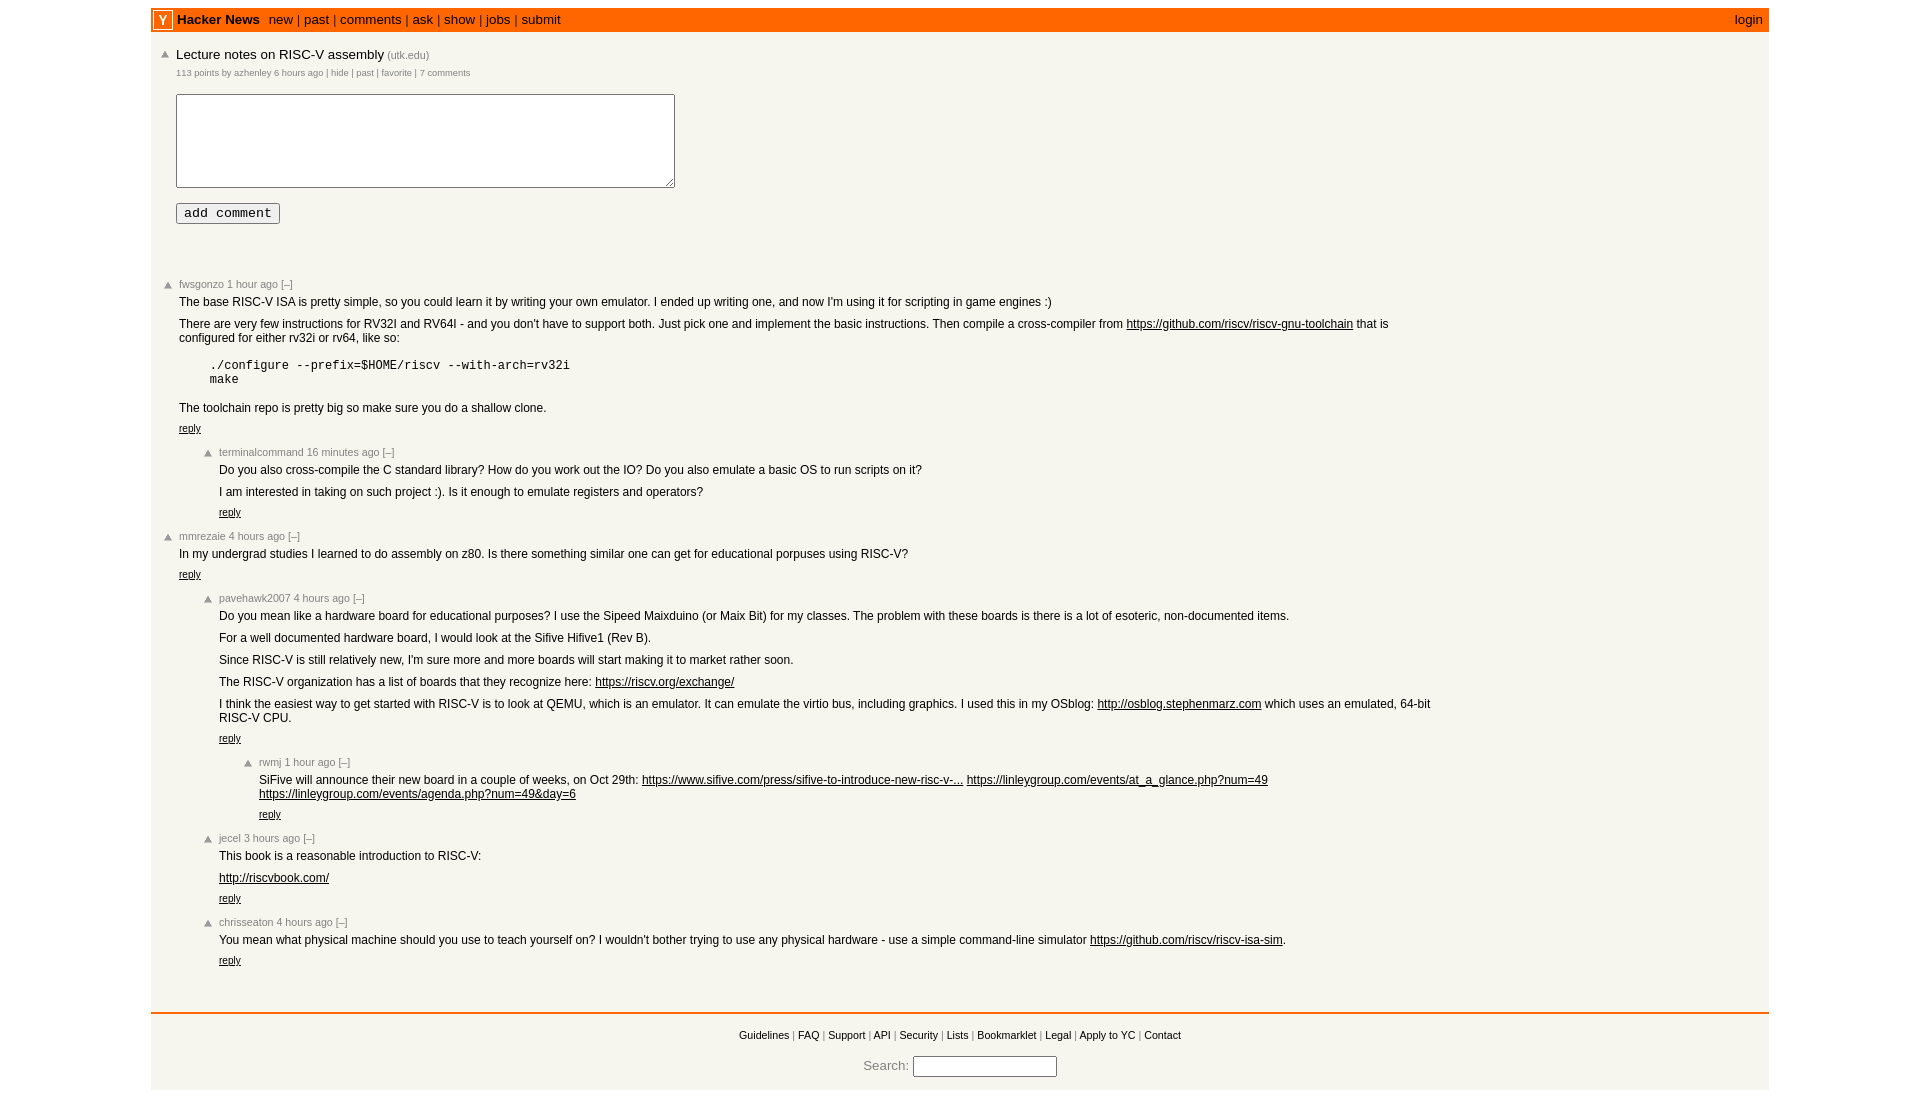 Y Hacker News new | past | comments | ask | show | jobs | submit login
Lecture notes on RISC-V assembly (utk.edu)
113 points by azhenley 6 hours ago | hide | past | favorite | 7 comments
add comment
fwsgonzo 1 hour ago [–]
The base RISC-V ISA is pretty simple, so you could learn it by writing your own emulator. I ended up writing one, and now I'm using it for scripting in game engines :)
There are very few instructions for RV32I and RV64I - and you don't have to support both. Just pick one and implement the basic instructions. Then compile a cross-compiler from https://github.com/riscv/riscv-gnu-toolchain that is
configured for either rv32i or rv64, like so:
./configure --prefix=$HOME/riscv --with-arch=rv32i
make
The toolchain repo is pretty big so make sure you do a shallow clone.
reply
terminalcommand 16 minutes ago [–]
Do you also cross-compile the C standard library? How do you work out the IO? Do you also emulate a basic OS to run scripts on it?
I am interested in taking on such project :). Is it enough to emulate registers and operators?
reply
mmrezaie 4 hours ago [–]
In my undergrad studies I learned to do assembly on z80. Is there something similar one can get for educational porpuses using RISC-V?
reply
pavehawk2007 4 hours ago [–]
Do you mean like a hardware board for educational purposes? I use the Sipeed Maixduino (or Maix Bit) for my classes. The problem with these boards is there is a lot of esoteric, non-documented items.
For a well documented hardware board, I would look at the Sifive Hifive1 (Rev B).
Since RISC-V is still relatively new, I'm sure more and more boards will start making it to market rather soon.
The RISC-V organization has a list of boards that they recognize here: https://riscv.org/exchange/
I think the easiest way to get started with RISC-V is to look at QEMU, which is an emulator. It can emulate the virtio bus, including graphics. I used this in my OSblog: http://osblog.stephenmarz.com which uses an emulated, 64-bit
RISC-V CPU.
reply
rwmj 1 hour ago [–]
SiFive will announce their new board in a couple of weeks, on Oct 29th: https://www.sifive.com/press/sifive-to-introduce-new-risc-v-... https://linleygroup.com/events/at_a_glance.php?num=49
https://linleygroup.com/events/agenda.php?num=49&day=6
reply
jecel 3 hours ago [–]
This book is a reasonable introduction to RISC-V:
http://riscvbook.com/
reply
chrisseaton 4 hours ago [–]
You mean what physical machine should you use to teach yourself on? I wouldn't bother trying to use any physical hardware - use a simple command-line simulator https://github.com/riscv/riscv-isa-sim.
reply
Guidelines | FAQ | Support | API | Security | Lists | Bookmarklet | Legal | Apply to YC | Contact
Search: